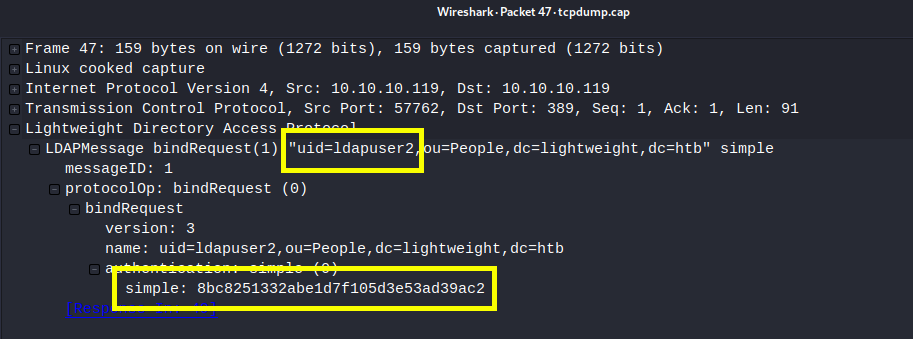 Wireshark·Packet 47·tcpdump.cap
Frame 47: 159 bytes on wire (1272 bits), 159 bytes captured (1272 bits)
Linux cooked capture
Internet Protocol Version 4, Src: 10.10.10.119, Dst: 10.10.10.119
Transmission Control Protocol, Src Port: 57762, Dst Port: 389, Seq: 1, Ack: 1, Len: 91
Lightweight Directory Access Protocol
LDAPMessage bindRequest(1) "uid=ldapuser2,ou=People,dc=lightweight,dc=htb" simple
messageID: 1
protocolOp: bindRequest (0)
bindRequest
version: 3
name: uid=ldapuser2,ou=People,dc=lightweight,dc=htb
authentication: simple (0)
simple: 8bc8251332abe1d7f105d3e53ad39ac2
[Response In: